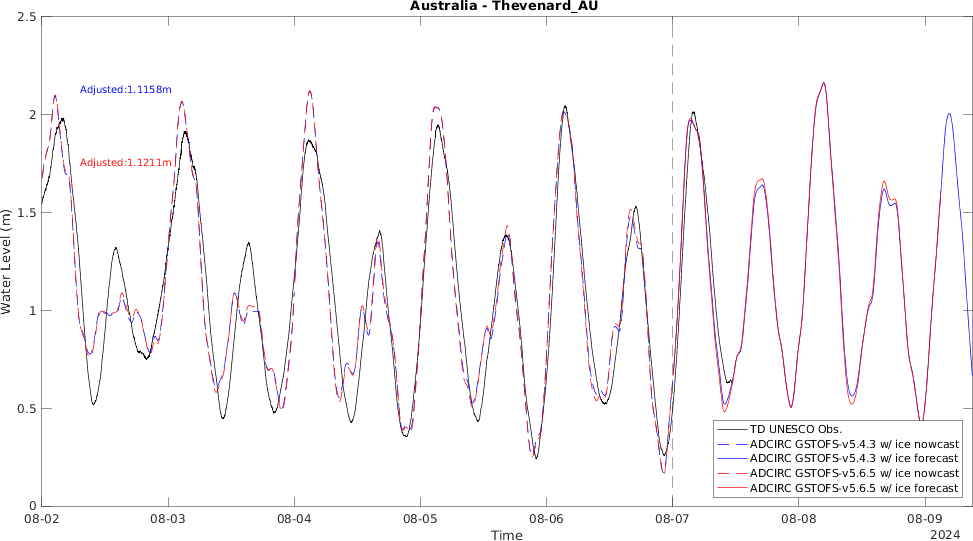 Australia - Thevenard_AU
2.5
2
1.5
1
0.5
0
Water Level (m)
Adjusted:1.1158m
Adjusted:1.1211m
TD UNESCO Obs.
ADCIRC GSTOFS-v5.4.3 w/ ice nowcast
ADCIRC GSTOFS-v5.4.3 w/ ice forecast
ADCIRC GSTOFS-v5.6.5 w/ ice nowcast
ADCIRC GSTOFS-v5.6.5 w/ ice forecast
08-02 08-03 08-04 08-05 08-06 08-07 08-08 08-09
Time
2024